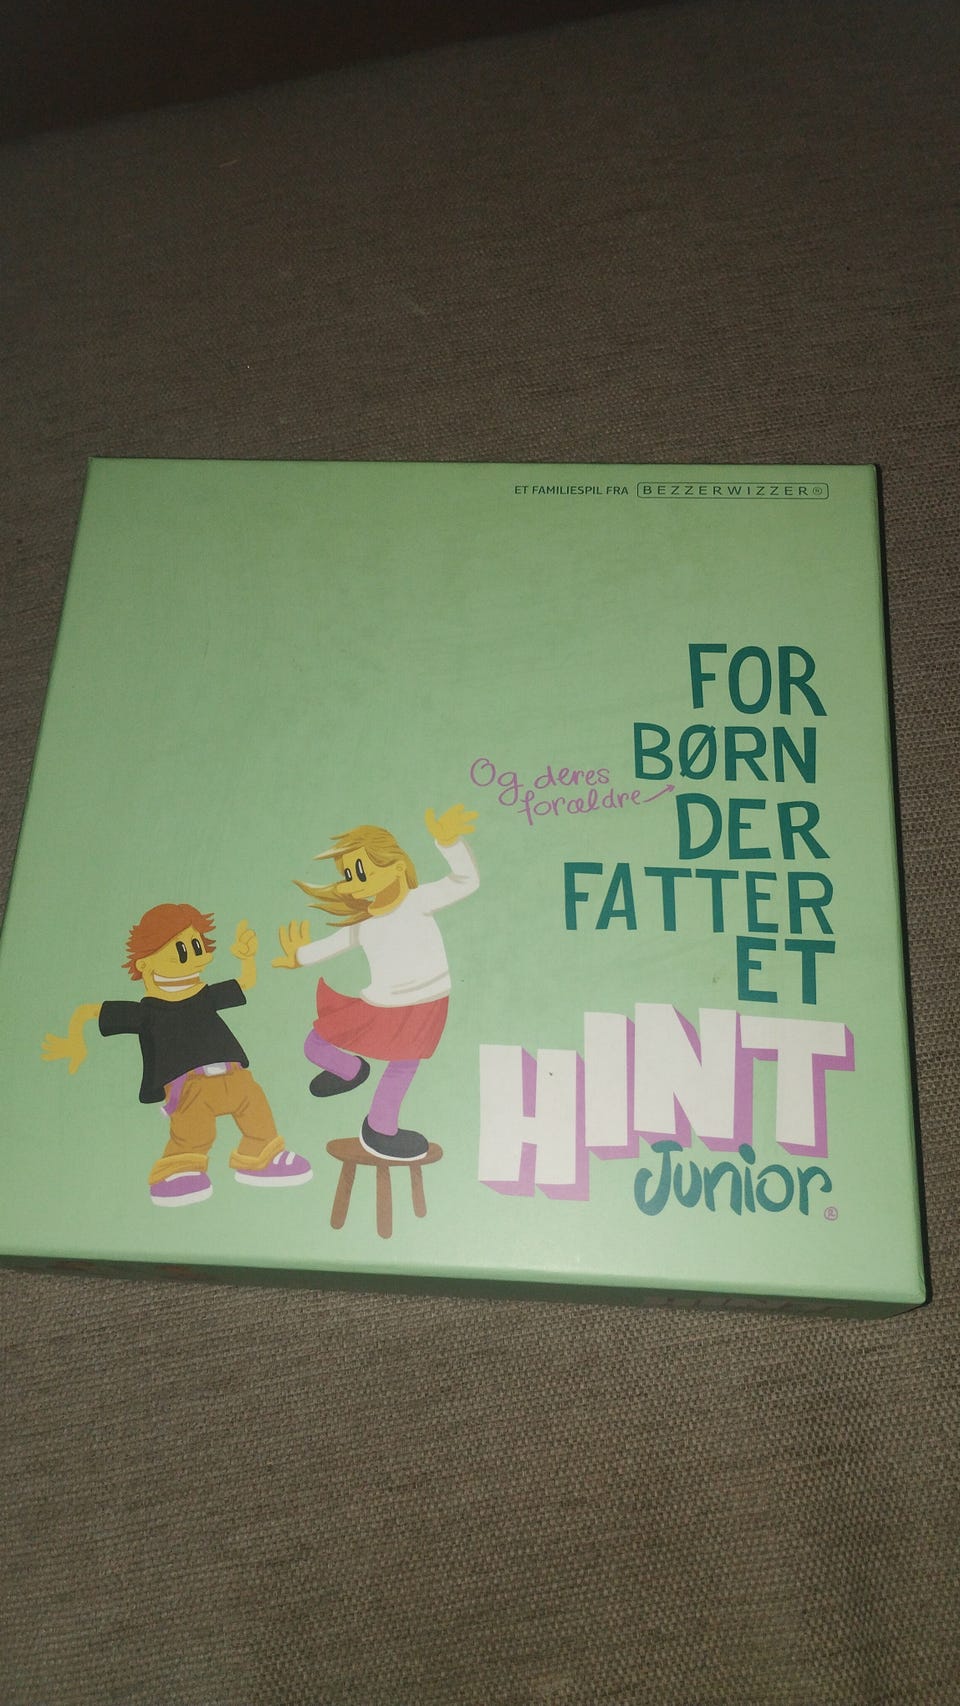 ET FAMILIESPIL FRA BEZZERWIZZER®
FOR
BØRN
Og deres
forældre
DER
FATTER
ET
HINT
Junior®